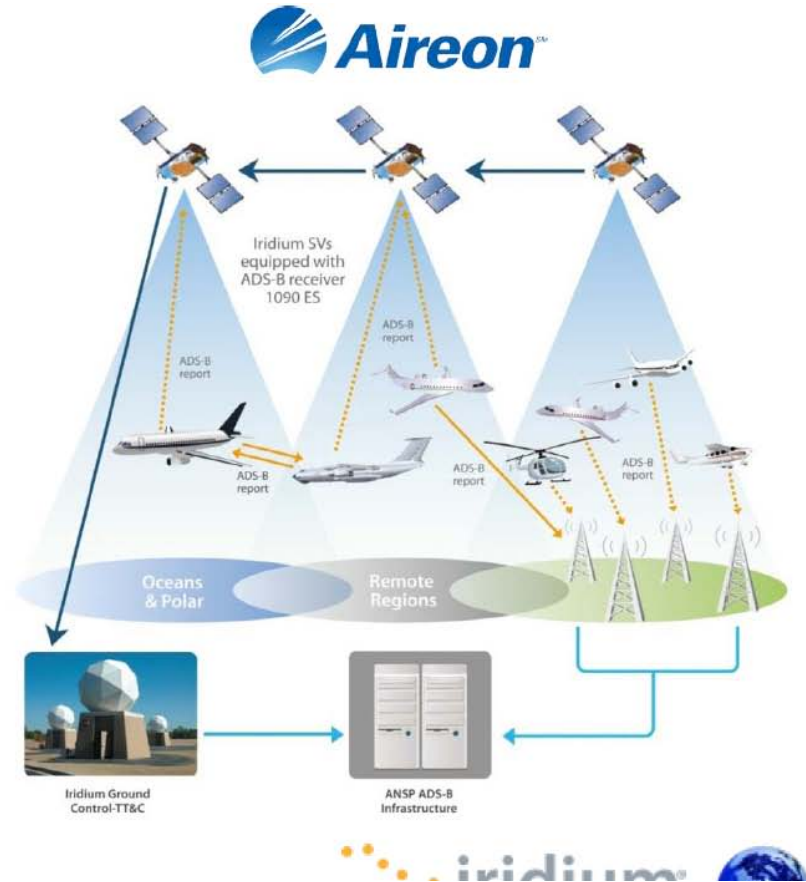 Aireon SM
Iridium SVs
equipped with
ADS-B receiver
1090 ES
ADS-B
report
ADS-B
report
ADS-B
report
ADS-B
report
ADS-B
report
Oceans
& Polar
Remote
Regions
Iridium Ground
Control-TT&C
ANSP ADS-B
Infrastructure
iridium